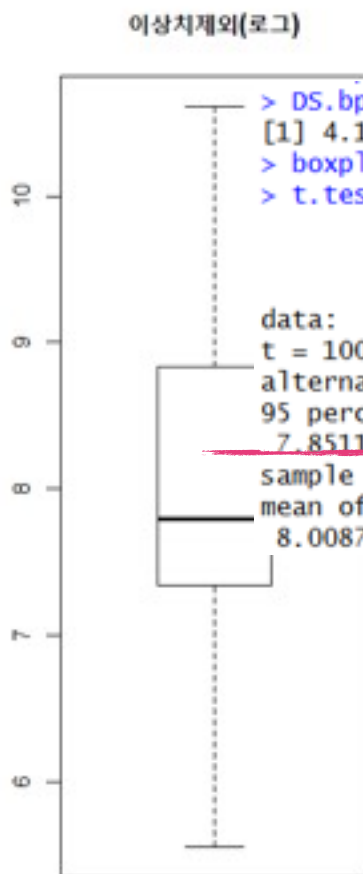 이상치제외(로그)
> DS.bp
[1] 4.1
> boxpl
> t.tes
data:
t = 100
alterna
95 perc
7.8511
sample
mean of
8.0087
10
9
8
7
6